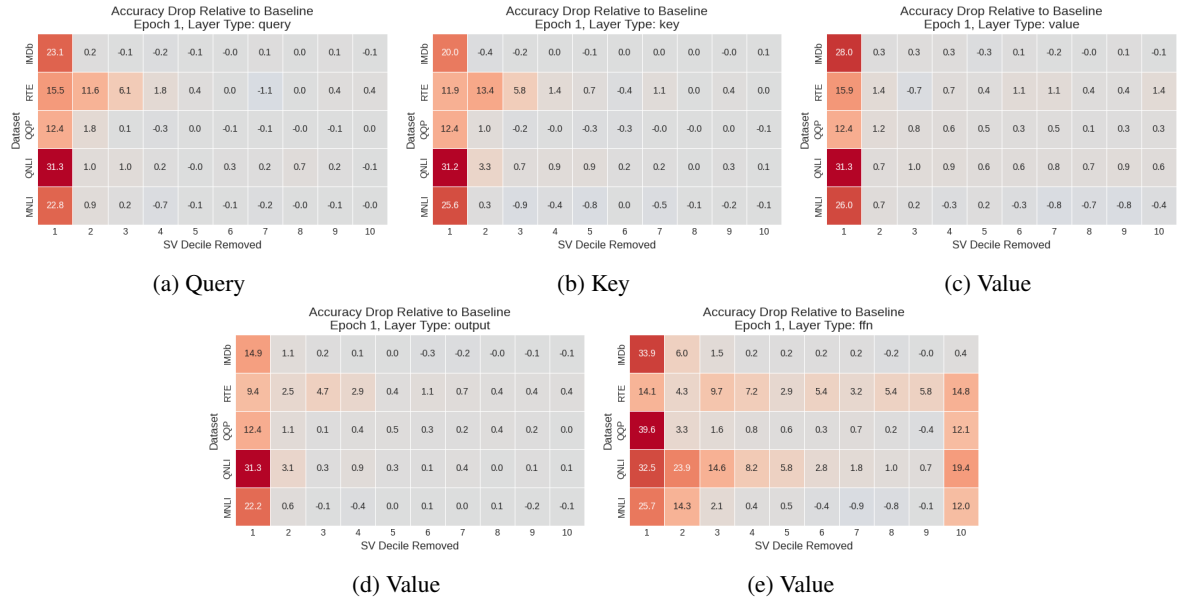 Accuracy Drop Relative to Baseline
Epoch 1, Layer Type: query
Dataset
IMDb 23.1 0.2 -0.1 -0.2 -0.1 -0.0 0.1 0.0 0.1 -0.1
RTE 15.5 11.6 6.1 1.8 0.4 0.0 -1.1 0.0 0.4 0.4
QQP 12.4 1.8 0.1 -0.3 0.0 -0.1 -0.1 -0.0 -0.1 0.0
QNLI 31.3 1.0 1.0 0.2 -0.0 0.3 0.2 0.7 0.2 -0.1
MNLI 22.8 0.9 0.2 -0.7 -0.1 -0.1 -0.2 -0.0 -0.1 -0.0
1 2 3 4 5 6 7 8 9 10
SV Decile Removed
(a) Query
Accuracy Drop Relative to Baseline
Epoch 1, Layer Type: key
Dataset
IMDb 20.0 -0.4 -0.2 0.0 -0.1 0.0 0.0 -0.0 -0.0 0.1
RTE 11.9 13.4 5.8 1.4 0.7 -0.4 1.1 0.0 -0.4 0.4
QQP 12.4 1.0 -0.2 -0.0 -0.3 -0.3 -0.0 -0.0 0.0 -0.1
QNLI 31.2 3.3 0.7 0.9 0.9 0.2 0.2 0.0 0.3 0.1
MNLI 25.6 0.3 -0.9 -0.4 -0.8 0.0 -0.5 -0.1 -0.2 -0.1
1 2 3 4 5 6 7 8 9 10
SV Decile Removed
(b) Key
Accuracy Drop Relative to Baseline
Epoch 1, Layer Type: value
Dataset
IMDb 28.0 0.3 0.3 0.3 -0.3 0.1 0.2 -0.0 0.1 -0.1
RTE 15.9 1.4 -0.7 0.7 0.4 1.1 1.1 0.4 0.4 1.4
QQP 12.4 1.2 0.8 0.6 0.5 0.3 0.5 0.1 0.3 0.3
QNLI 31.3 0.7 1.0 0.9 0.6 0.6 0.8 0.7 0.9 0.6
MNLI 26.0 0.7 0.2 -0.3 0.2 -0.3 -0.8 -0.7 -0.8 -0.4
1 2 3 4 5 6 7 8 9 10
SV Decile Removed
(c) Value
Accuracy Drop Relative to Baseline
Epoch 1, Layer Type: output
Dataset
IMDb 14.9 1.1 0.2 0.1 0.0 -0.3 -0.2 -0.0 -0.1 -0.1
RTE 9.4 2.5 4.7 2.9 0.4 1.1 0.7 0.4 0.4 0.4
QQP 12.4 1.1 0.1 0.4 0.5 0.3 0.2 0.4 0.2 0.0
QNLI 31.3 3.1 0.3 0.9 0.3 0.1 0.4 0.0 0.1 0.1
MNLI 22.2 0.6 -0.1 -0.4 0.0 0.1 0.0 0.1 -0.2 -0.1
1 2 3 4 5 6 7 8 9 10
SV Decile Removed
(d) Value
Accuracy Drop Relative to Baseline
Epoch 1, Layer Type: ffn
Dataset
IMDb 33.9 6.0 1.5 0.2 0.2 0.2 0.2 -0.2 -0.0 0.4
RTE 14.1 4.3 9.7 7.2 2.9 5.4 3.2 5.4 5.8 14.8
QQP 39.6 3.3 1.6 0.8 0.6 0.3 0.7 0.2 -0.4 12.1
QNLI 32.5 23.9 14.6 8.2 5.8 2.8 1.8 1.0 0.7 19.4
MNLI 25.7 14.3 2.1 0.4 0.5 -0.4 -0.9 -0.8 -0.1 12.0
1 2 3 4 5 6 7 8 9 10
SV Decile Removed
(e) Value